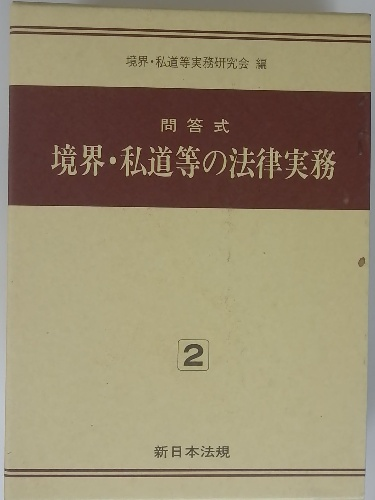 境界・私道等実務研究会 編
問答式
境界・私道等の法律実務
2
新日本法規